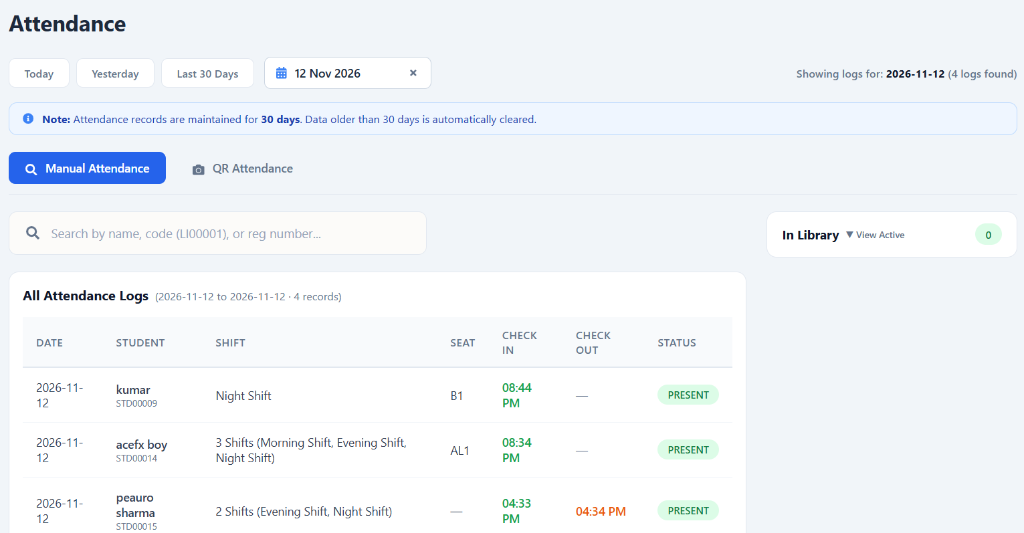 Attendance
Today
Yesterday
Last 30 Days
12 Nov 2026
×
Showing logs for: 2026-11-12 (4 logs found)
Note: Attendance records are maintained for 30 days. Data older than 30 days is automatically cleared.
Manual Attendance
QR Attendance
Search by name, code (LI00001), or reg number...
In Library ▼ View Active
0
All Attendance Logs (2026-11-12 to 2026-11-12 · 4 records)
DATE
STUDENT
SHIFT
SEAT
CHECK
IN
CHECK
OUT
STATUS
2026-11-
12
kumar
STD00009
Night Shift
B1
08:44
PM
—
PRESENT
2026-11-
12
acefx boy
STD00014
3 Shifts (Morning Shift, Evening Shift,
Night Shift)
AL1
08:34
PM
—
PRESENT
2026-11-
12
peauro
sharma
STD00015
2 Shifts (Evening Shift, Night Shift)
—
04:33
PM
04:34 PM
PRESENT